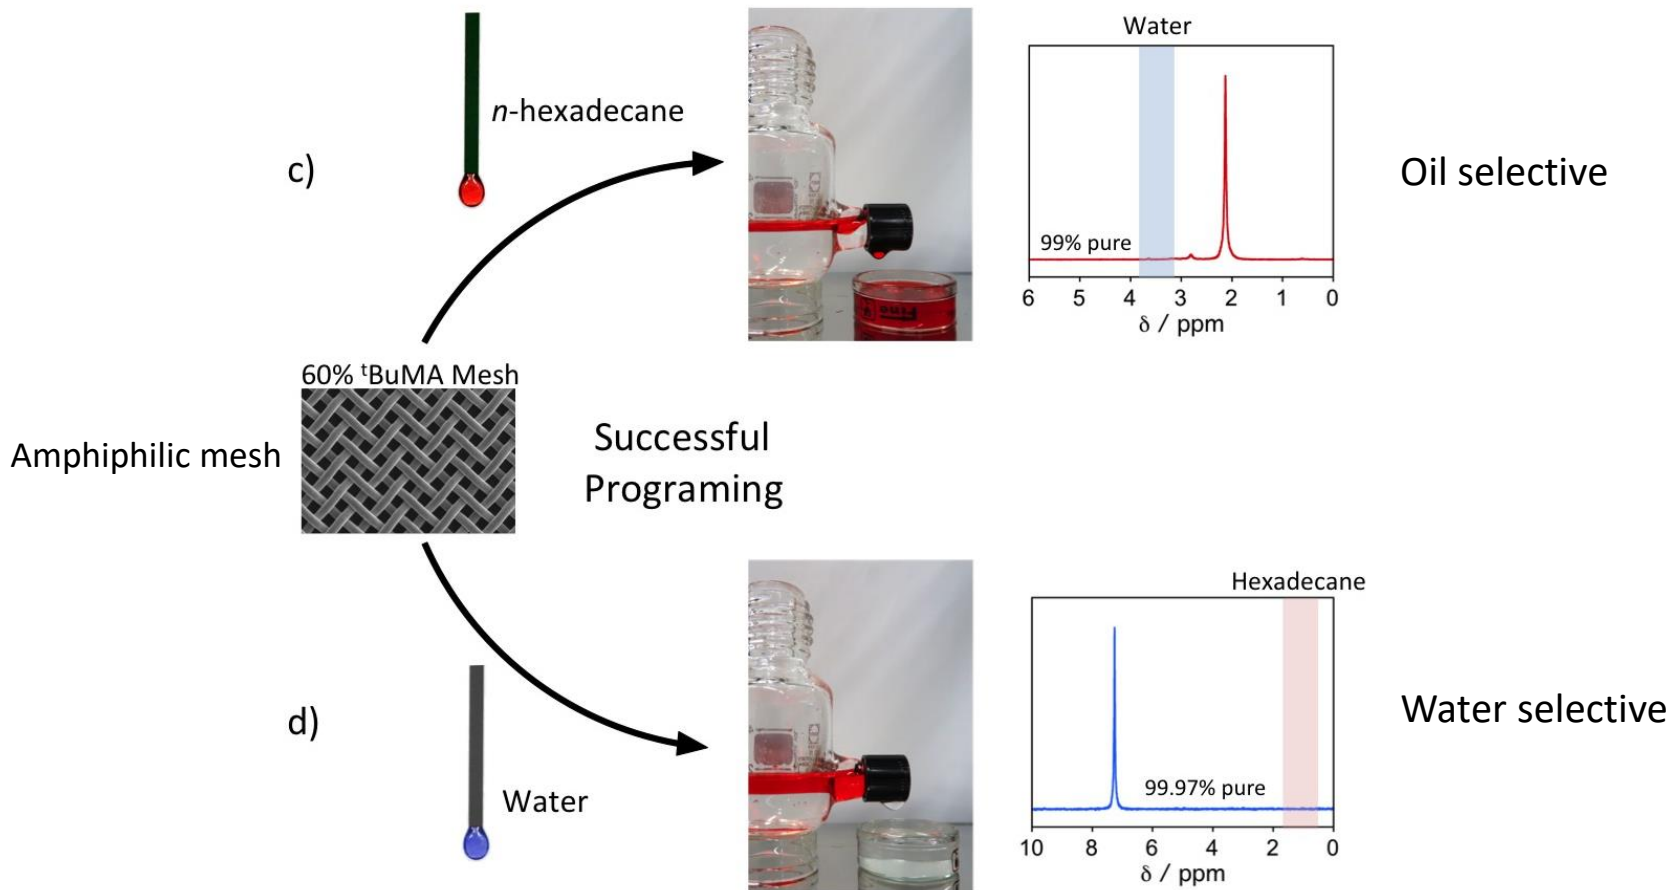 c)
n-hexadecane
Water
99% pure
6 5 4 3 2 1 0
δ / ppm
Oil selective
60% ᵗBuMA Mesh
Amphiphilic mesh
Successful
Programing
d)
Water
Hexadecane
99.97% pure
10 8 6 4 2 0
δ / ppm
Water selective